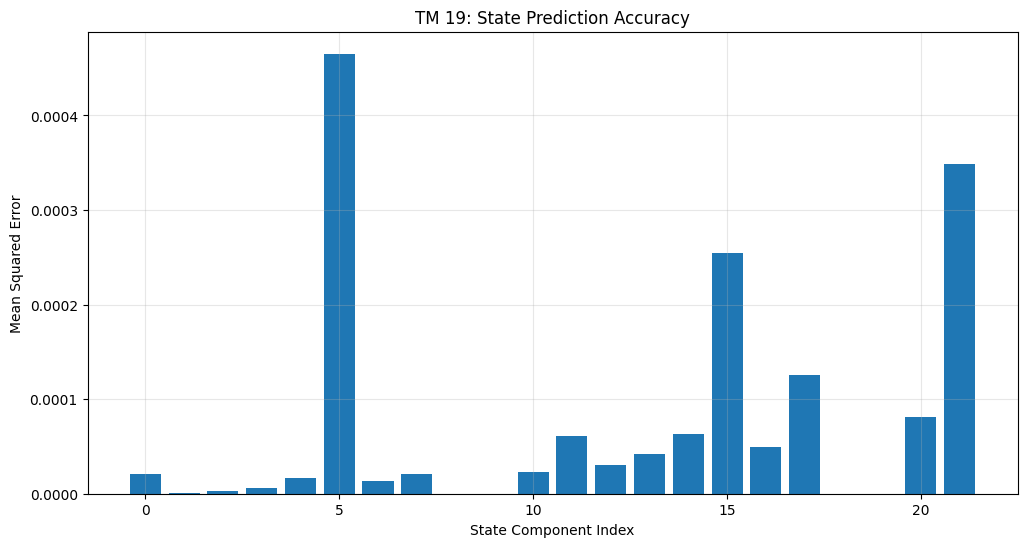 TM 19: State Prediction Accuracy
Mean Squared Error
0.0004
0.0003
0.0002
0.0001
0.0000
0 5 10 15 20
State Component Index